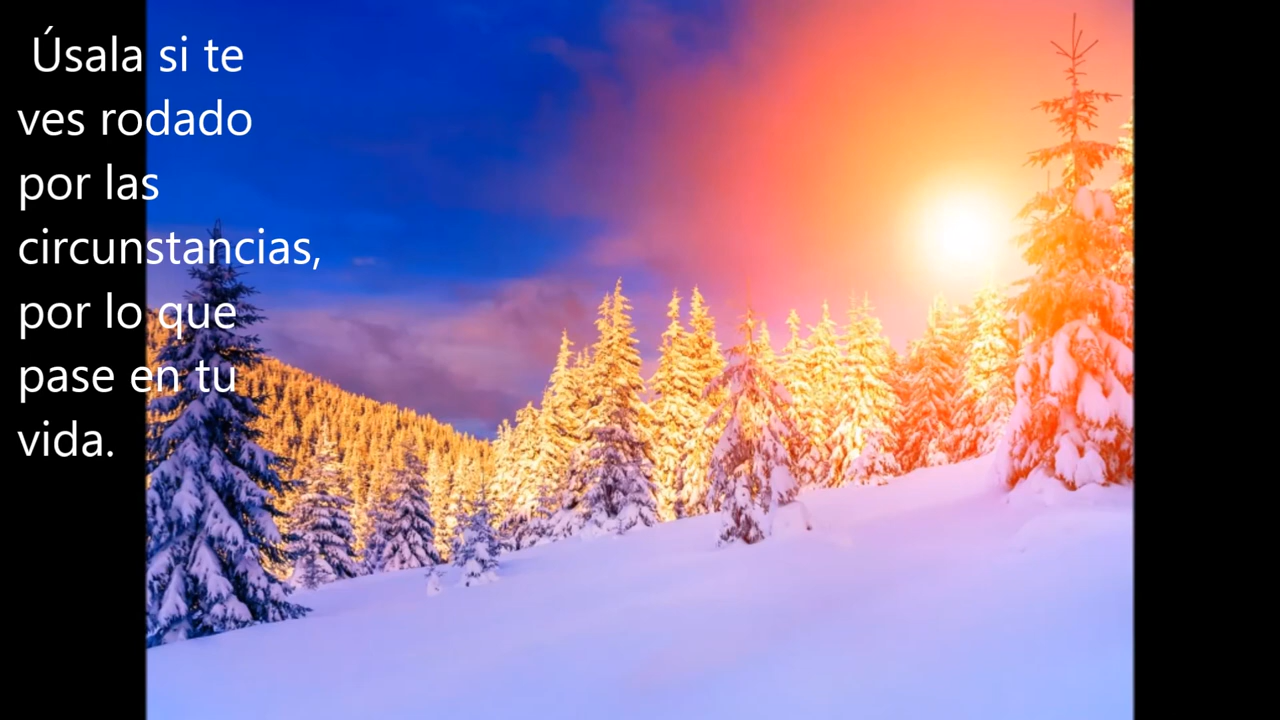 Úsala si te
ves rodado
por las
circunstancias,
por lo que
pase en tu
vida.